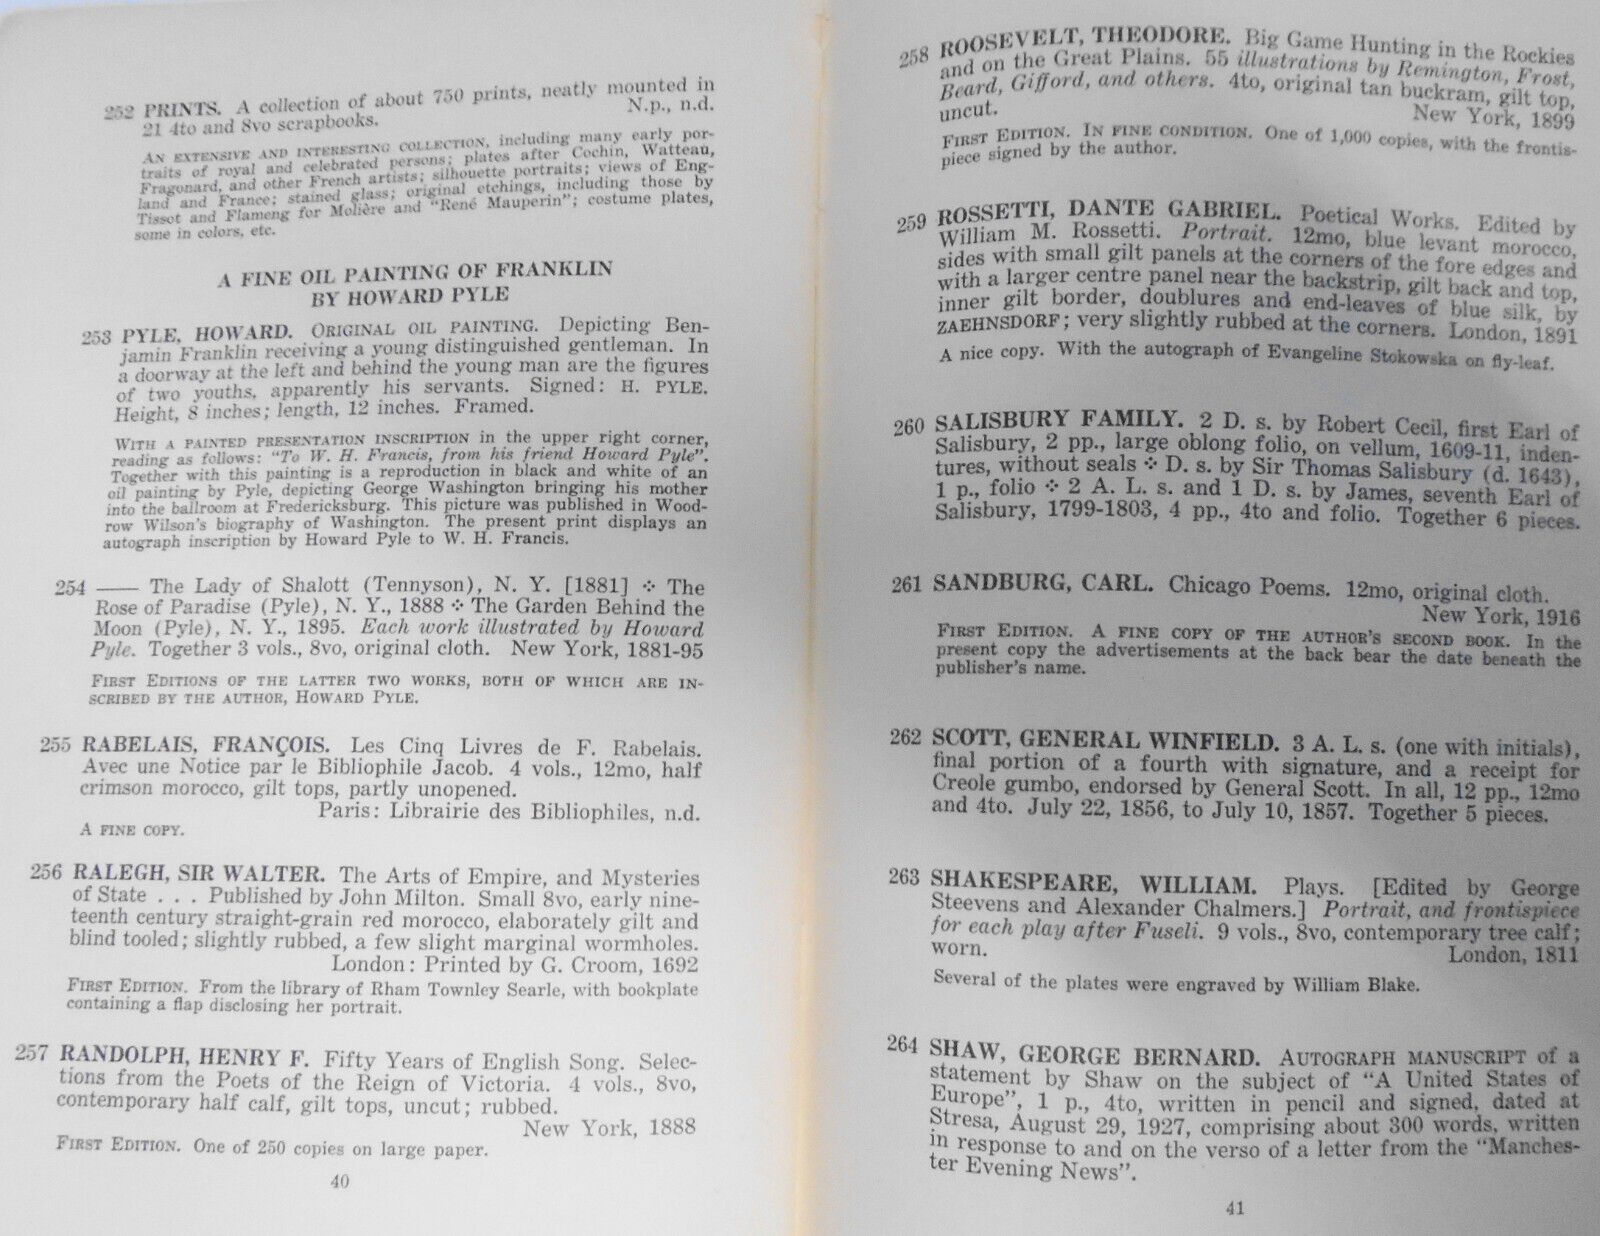 252 PRINTS. A collection of about 750 prints, neatly mounted in
21 4to and 8vo scrapbooks. N.p., n.d.
AN EXTENSIVE AND INTERESTING COLLECTION, including many early por-
traits of royal and celebrated persons; plates after Cochin, Watteau,
Fragonard, and other French artists; silhouette portraits; views of Eng-
land and France; stained glass; original etchings, including those by
Tissot and Flameng for Molière and "René Mauperin"; costume plates,
some in colors, etc.
A FINE OIL PAINTING OF FRANKLIN
BY HOWARD PYLE
253 PYLE, HOWARD. ORIGINAL OIL PAINTING. Depicting Ben-
jamin Franklin receiving a young distinguished gentleman. In
a doorway at the left and behind the young man are the figures
of two youths, apparently his servants. Signed: H. PYLE.
Height, 8 inches; length, 12 inches. Framed.
WITH A PAINTED PRESENTATION INSCRIPTION in the upper right corner,
reading as follows: "To W. H. Francis, from his friend Howard Pyle".
Together with this painting is a reproduction in black and white of an
oil painting by Pyle, depicting George Washington bringing his mother
into the ballroom at Fredericksburg. This picture was published in Wood-
row Wilson's biography of Washington. The present print displays an
autograph inscription by Howard Pyle to W. H. Francis.
254 —— The Lady of Shalott (Tennyson), N. Y. [1881] ⁘ The
Rose of Paradise (Pyle), N. Y., 1888 ⁘ The Garden Behind the
Moon (Pyle), N. Y., 1895. Each work illustrated by Howard
Pyle. Together 3 vols., 8vo, original cloth. New York, 1881-95
FIRST EDITIONS OF THE LATTER TWO WORKS, BOTH OF WHICH ARE IN-
SCRIBED BY THE AUTHOR, HOWARD PYLE.
255 RABELAIS, FRANÇOIS. Les Cinq Livres de F. Rabelais.
Avec une Notice par le Bibliophile Jacob. 4 vols., 12mo, half
crimson morocco, gilt tops, partly unopened.
Paris: Librairie des Bibliophiles, n.d.
A FINE COPY.
256 RALEGH, SIR WALTER. The Arts of Empire, and Mysteries
of State . . . Published by John Milton. Small 8vo, early nine-
teenth century straight-grain red morocco, elaborately gilt and
blind tooled; slightly rubbed, a few slight marginal wormholes.
London: Printed by G. Croom, 1692
FIRST EDITION. From the library of Rham Townley Searle, with bookplate
containing a flap disclosing her portrait.
257 RANDOLPH, HENRY F. Fifty Years of English Song. Selec-
tions from the Poets of the Reign of Victoria. 4 vols., 8vo,
contemporary half calf, gilt tops, uncut; rubbed.
New York, 1888
FIRST EDITION. One of 250 copies on large paper.
40
258 ROOSEVELT, THEODORE. Big Game Hunting in the Rockies
and on the Great Plains. 55 illustrations by Remington, Frost,
Beard, Gifford, and others. 4to, original tan buckram, gilt top,
uncut. New York, 1899
FIRST EDITION. IN FINE CONDITION. One of 1,000 copies, with the frontis-
piece signed by the author.
259 ROSSETTI, DANTE GABRIEL. Poetical Works. Edited by
William M. Rossetti. Portrait. 12mo, blue levant morocco,
sides with small gilt panels at the corners of the fore edges and
with a larger centre panel near the backstrip, gilt back and top,
inner gilt border, doublures and end-leaves of blue silk, by
ZAEHNSDORF; very slightly rubbed at the corners. London, 1891
A nice copy. With the autograph of Evangeline Stokowska on fly-leaf.
260 SALISBURY FAMILY. 2 D. s. by Robert Cecil, first Earl of
Salisbury, 2 pp., large oblong folio, on vellum, 1609-11, inden-
tures, without seals ⁘ D. s. by Sir Thomas Salisbury (d. 1643),
1 p., folio ⁘ 2 A. L. s. and 1 D. s. by James, seventh Earl of
Salisbury, 1799-1803, 4 pp., 4to and folio. Together 6 pieces.
261 SANDBURG, CARL. Chicago Poems. 12mo, original cloth.
New York, 1916
FIRST EDITION. A FINE COPY OF THE AUTHOR'S SECOND BOOK. In the
present copy the advertisements at the back bear the date beneath the
publisher's name.
262 SCOTT, GENERAL WINFIELD. 3 A. L. s. (one with initials),
final portion of a fourth with signature, and a receipt for
Creole gumbo, endorsed by General Scott. In all, 12 pp., 12mo
and 4to. July 22, 1856, to July 10, 1857. Together 5 pieces.
263 SHAKESPEARE, WILLIAM. Plays. [Edited by George
Steevens and Alexander Chalmers.] Portrait, and frontispiece
for each play after Fuseli. 9 vols., 8vo, contemporary tree calf;
worn. London, 1811
Several of the plates were engraved by William Blake.
264 SHAW, GEORGE BERNARD. AUTOGRAPH MANUSCRIPT of a
statement by Shaw on the subject of "A United States of
Europe", 1 p., 4to, written in pencil and signed, dated at
Stresa, August 29, 1927, comprising about 300 words, written
in response to and on the verso of a letter from the "Manches-
ter Evening News".
41